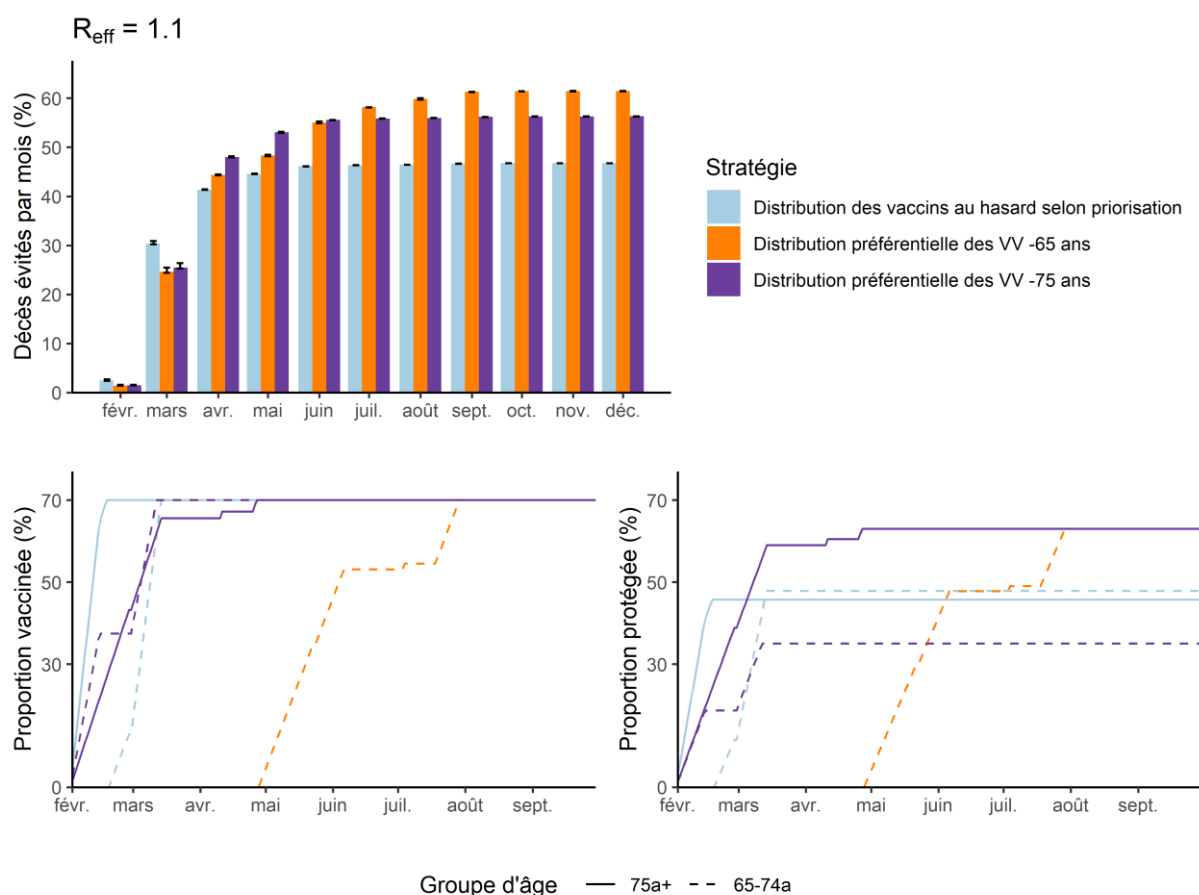 R_eff = 1.1
Décès évités par mois (%)
60
50
40
30
20
10
0
févr. mars avr. mai juin juil. août sept. oct. nov. déc.
Stratégie
Distribution des vaccins au hasard selon priorisation
Distribution préférentielle des VV -65 ans
Distribution préférentielle des VV -75 ans
Proportion vaccinée (%)
70
50
30
0
févr. mars avr. mai juin juil. août sept.
Proportion protégée (%)
70
50
30
0
févr. mars avr. mai juin juil. août sept.
Groupe d'âge 75a+ 65-74a